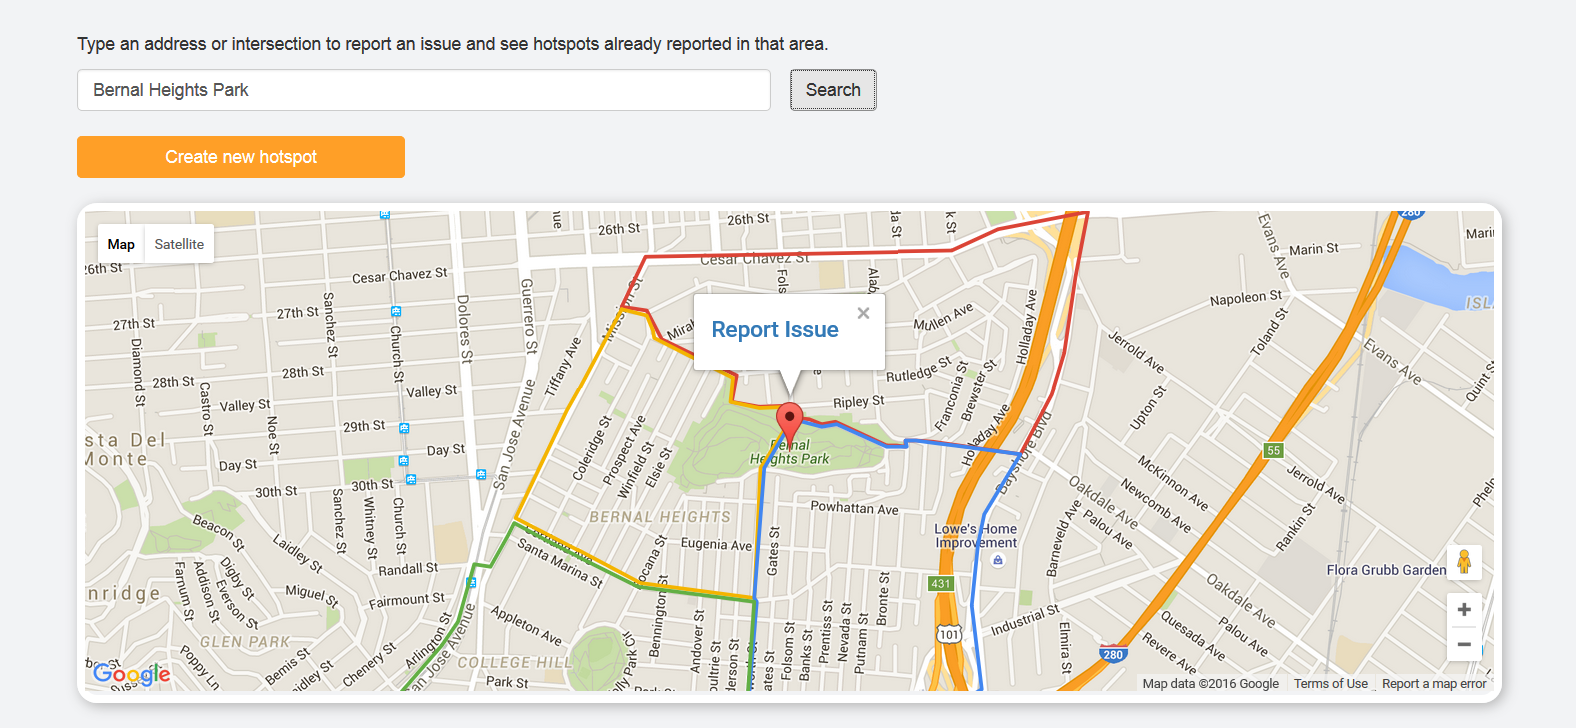 Type an address or intersection to report an issue and see hotspots already reported in that area.
Bernal Heights Park
Search
Create new hotspot
Map
Satellite
26th St
26th St
26th St
Cesar Chavez St
Cesar Chavez St
Evans Ave
Marin St
280
Napoleon St
Toland St
Evans Ave
27th St
27th St
Sanchez St
Church St
Dolores St
Guerrero St
Mission St
Report Issue
×
Mullen Ave
Holladay Ave
Jerrold Ave
Diamond St
28th St
28th St
Castro St
Valley St
Valley St
Noe St
29th St
Day St
Day St
Tiffany Ave
San Jose Avenue
Rutledge St
Franconia St
Brewster St
Ripley St
Upton St
Holladay Ave
Bayshore Blvd
55
Jerrold Ave
Bernal
Heights Park
Coleridge St
Prospect Ave
Winfield St
Elsie St
30th St
30th St
Sanchez St
Whitney St
Church St
Beacon St
Laidley St
BERNAL HEIGHTS
Powhattan Ave
McKinnon Ave
Newcomb Ave
Oakdale Ave
Palou Ave
Rankin St
Lowe's Home
Improvement
Barneveld Ave
Cortland Ave
Santa Marina St
Eugenia Ave
Gates St
Randall St
Digby St
Everson St
Addison St
Famum St
Miguel St
Fairmount St
Arlington St
San Jose Avenue
Appleton Ave
Bennington St
Andover St
Folsom St
Banks St
Prentiss St
Nevada St
Putnam St
Bronte St
431
101
Industrial St
Elmira St
280
Flora Grubb Garden
Oakdale Ave
Quesada Ave
Palou Ave
Revere Ave
GLEN PARK
COLLEGE HILL
Poppy Ln
Bemis St
Chenery St
Park St
Gates St
Google
Map data ©2016 Google
Terms of Use
Report a map error